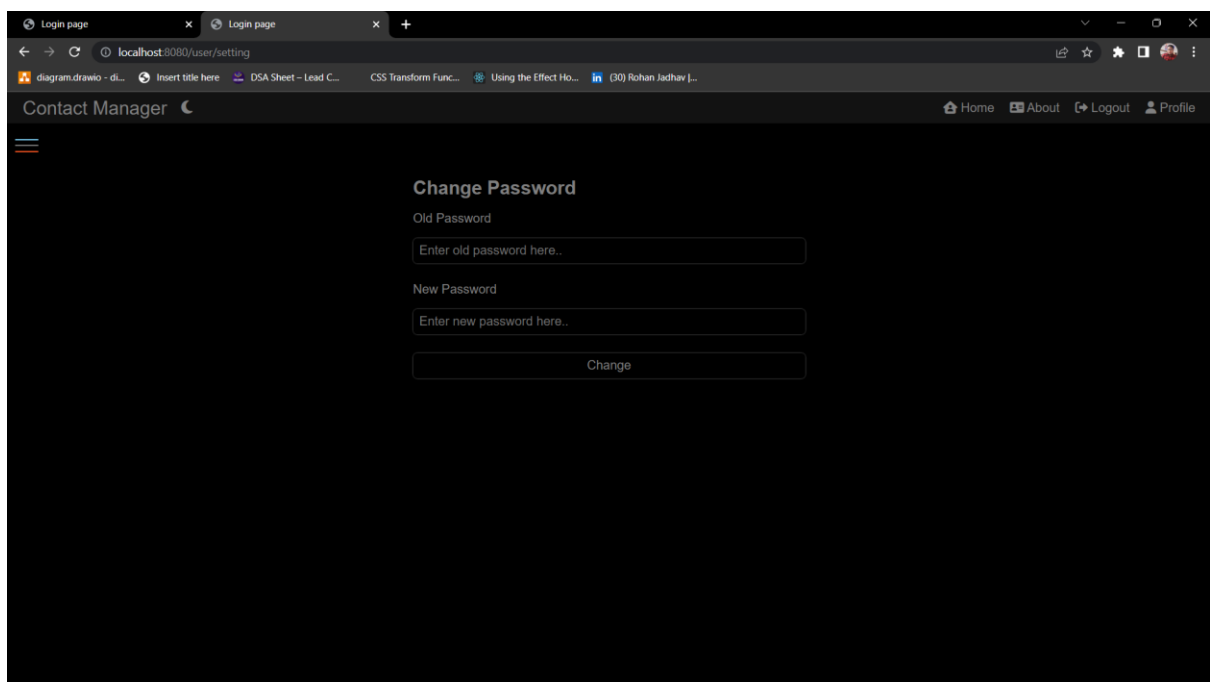 Login page Login page
localhost:8080/user/setting
diagram.drawio - di... Insert title here DSA Sheet – Lead C... CSS Transform Func... Using the Effect Ho... in (30) Rohan Jadhav |...
Contact Manager Home About Logout Profile
Change Password
Old Password
Enter old password here..
New Password
Enter new password here..
Change